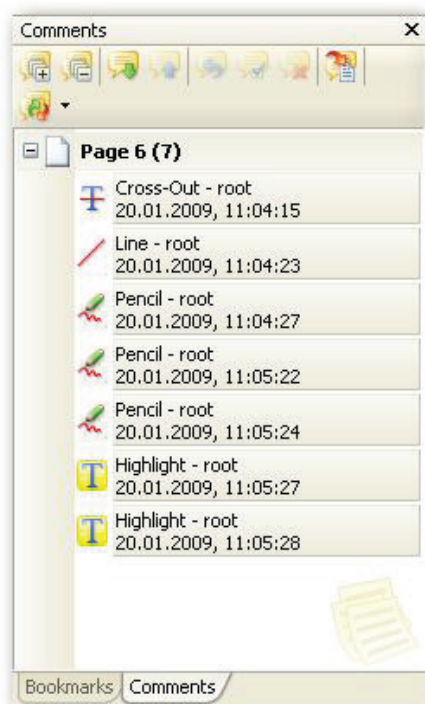 Comments
Page 6 (7)
Cross-Out - root
20.01.2009, 11:04:15
Line - root
20.01.2009, 11:04:23
Pencil - root
20.01.2009, 11:04:27
Pencil - root
20.01.2009, 11:05:22
Pencil - root
20.01.2009, 11:05:24
Highlight - root
20.01.2009, 11:05:27
Highlight - root
20.01.2009, 11:05:28
Bookmarks Comments